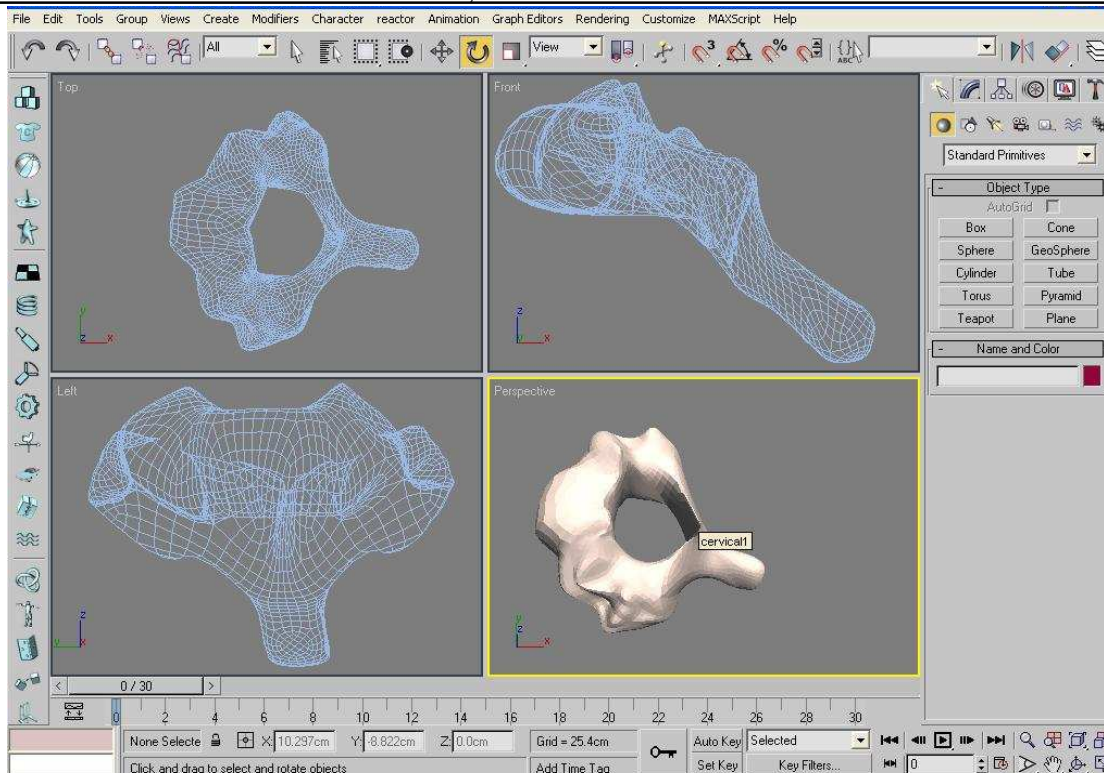 File Edit Tools Group Views Create Modifiers Character reactor Animation Graph Editors Rendering Customize MAXScript Help
All
View
3
%
ABC
Top
Front
Standard Primitives
- Object Type
AutoGrid
Box Cone
Sphere GeoSphere
Cylinder Tube
Torus Pyramid
Teapot Plane
- Name and Color
y
z x
z
x
Left
Perspective
cervical1
z
y x
y
z
x
< 0 / 30 >
0 2 4 6 8 10 12 14 16 18 20 22 24 26 28 30
None Selecte X: 10.297cm Y: -8.822cm Z: 0.0cm Grid = 25.4cm Auto Key Selected
Click and drag to select and rotate objects Add Time Tag Set Key Key Filters... 0